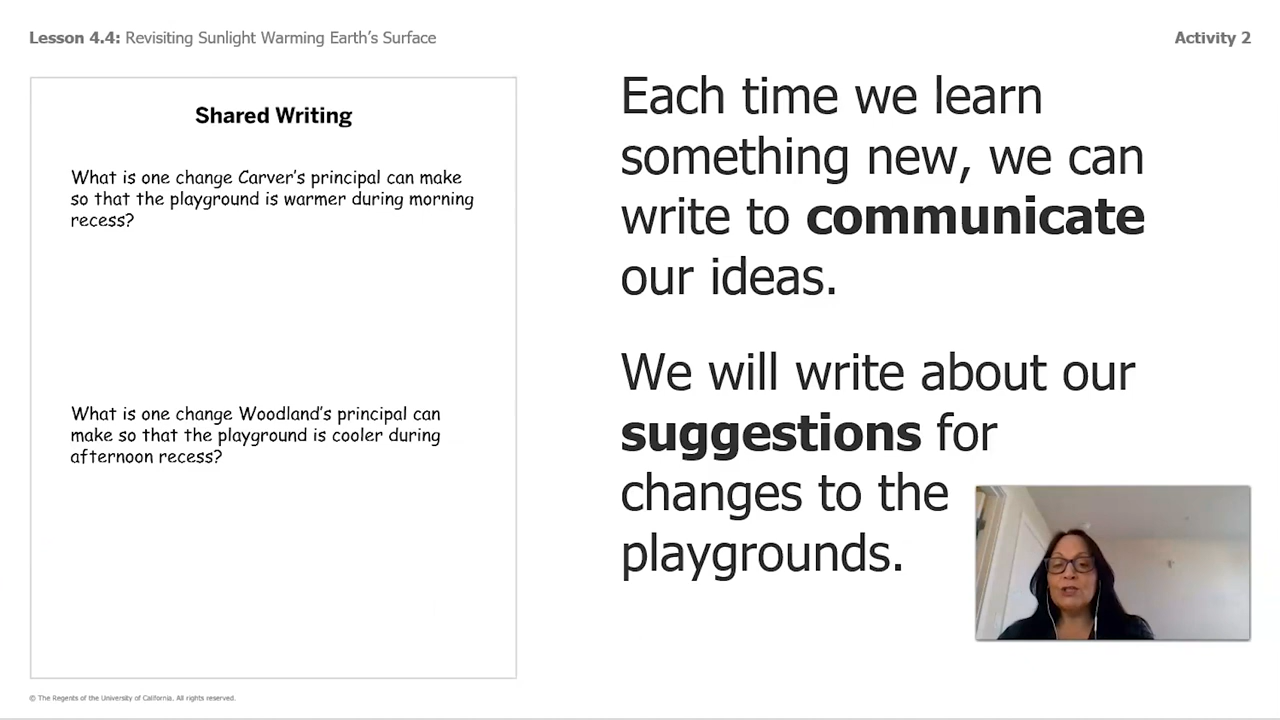 Lesson 4.4: Revisiting Sunlight Warming Earth's Surface
Activity 2
Shared Writing
What is one change Carver's principal can make
so that the playground is warmer during morning
recess?
What is one change Woodland's principal can
make so that the playground is cooler during
afternoon recess?
Each time we learn
something new, we can
write to communicate
our ideas.
We will write about our
suggestions for
changes to the
playgrounds.
© The Regents of the University of California. All rights reserved.